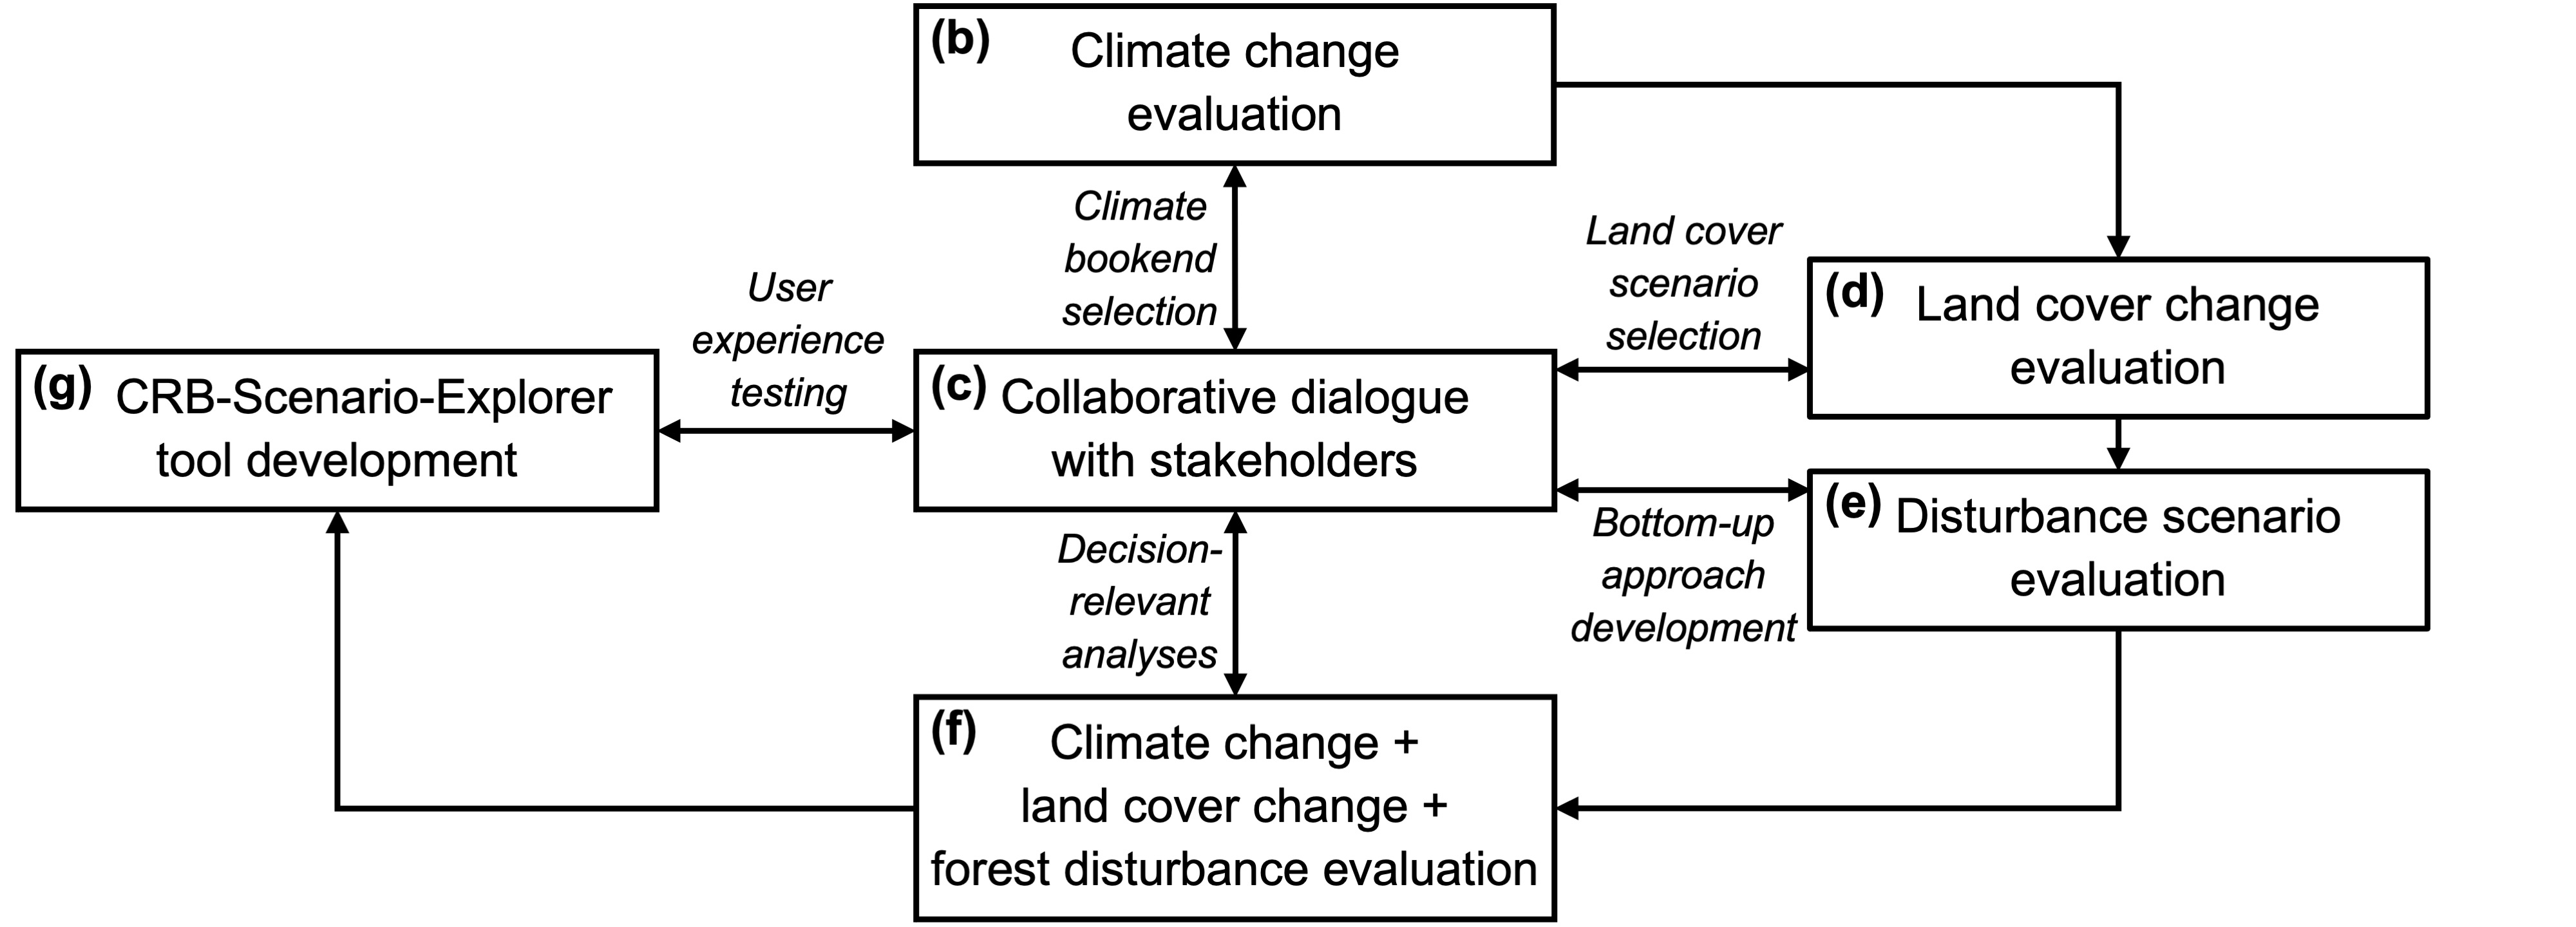 (b) Climate change
evaluation
Climate
bookend
selection
Land cover
scenario
selection
(d) Land cover change
evaluation
User
experience
testing
(g) CRB-Scenario-Explorer
tool development
(c) Collaborative dialogue
with stakeholders
(e) Disturbance scenario
evaluation
Bottom-up
approach
development
Decision-
relevant
analyses
(f) Climate change +
land cover change +
forest disturbance evaluation